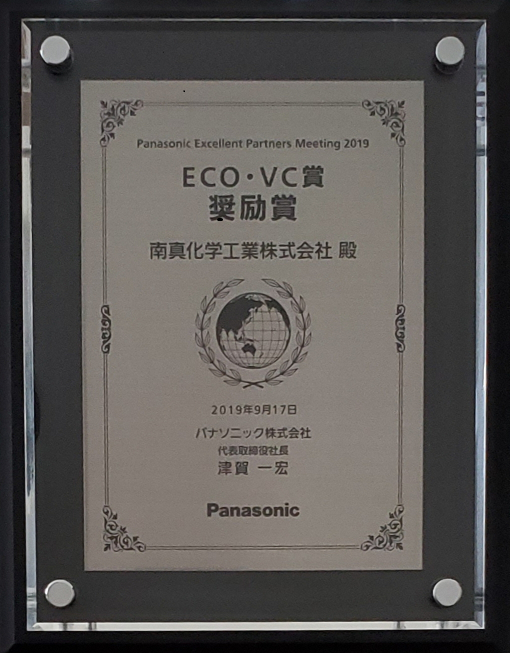 Panasonic Excellent Partners Meeting 2019
ECO・VC賞
奨励賞
南真化学工業株式会社 殿
2019年9月17日
パナソニック株式会社
代表取締役社長
津賀 一宏
Panasonic